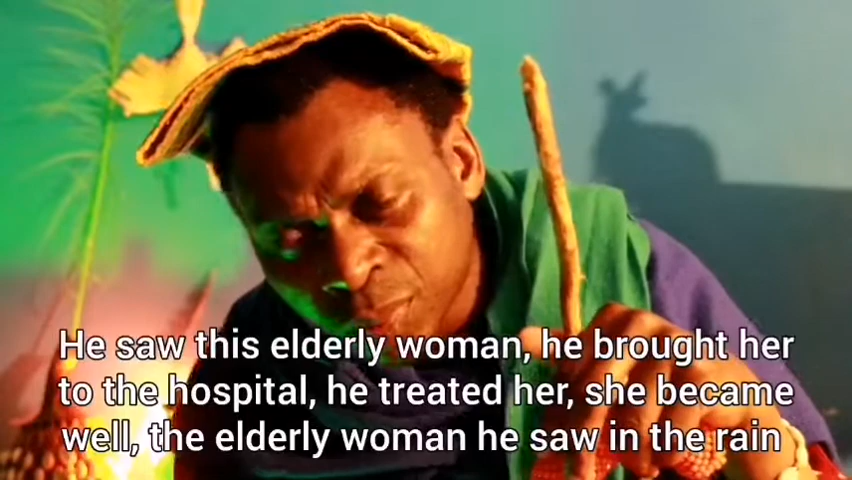 He saw this elderly woman, he brought her
to the hospital, he treated her, she became
well, the elderly woman he saw in the rain